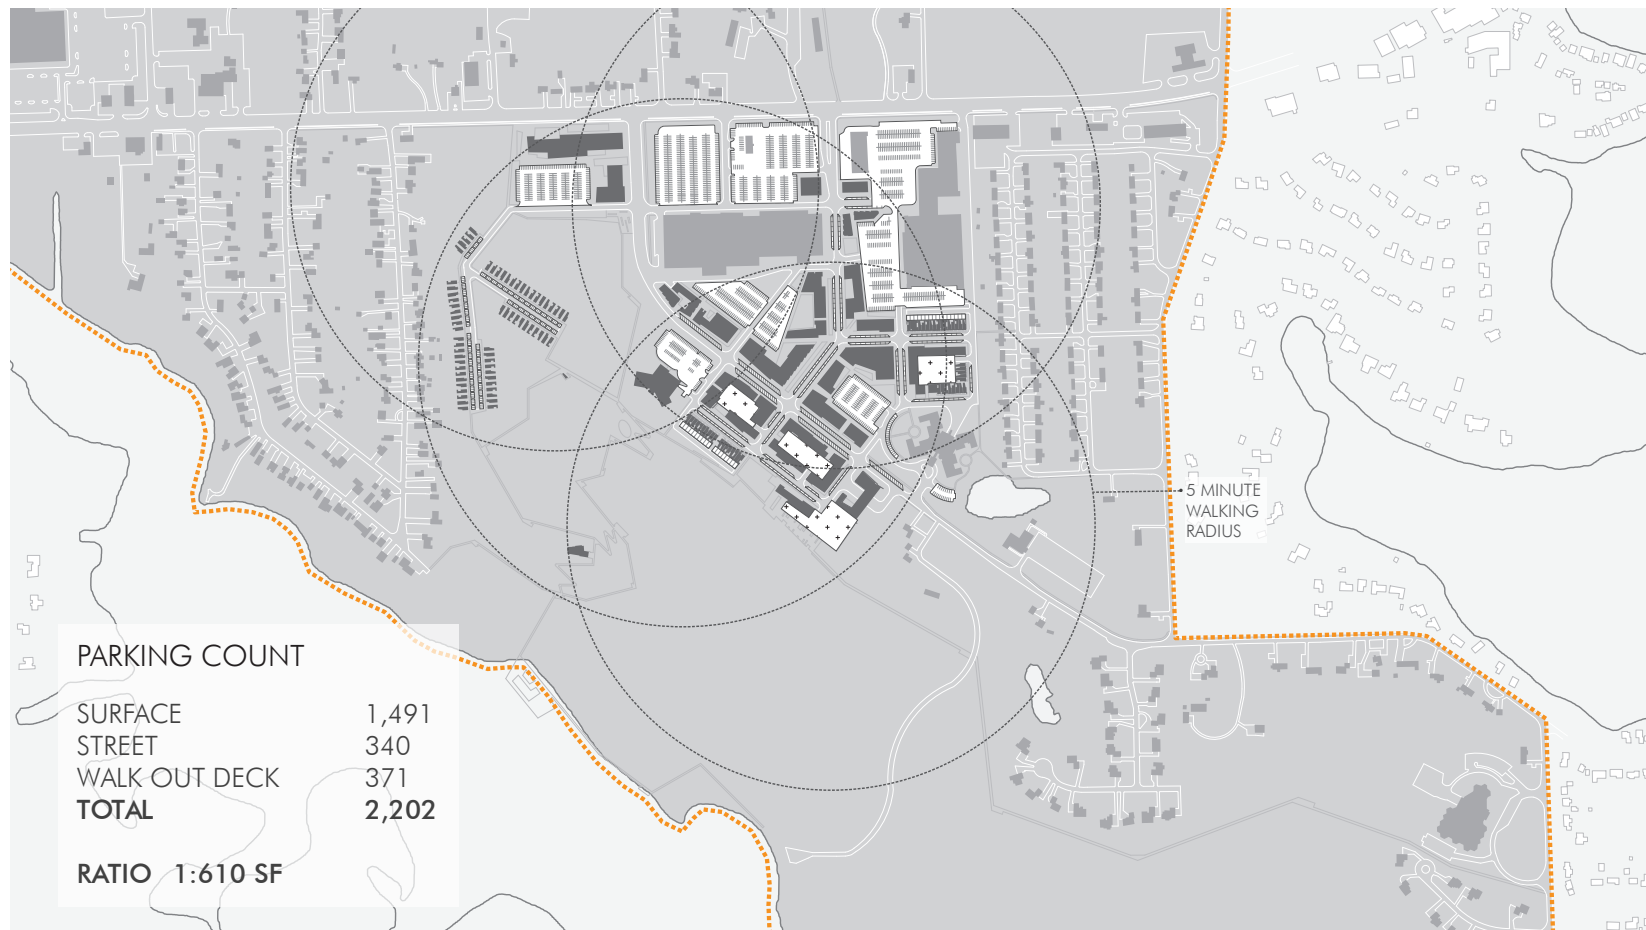 5 MINUTE
WALKING
RADIUS
PARKING COUNT
SURFACE 1,491
STREET 340
WALK OUT DECK 371
TOTAL 2,202
RATIO 1:610 SF